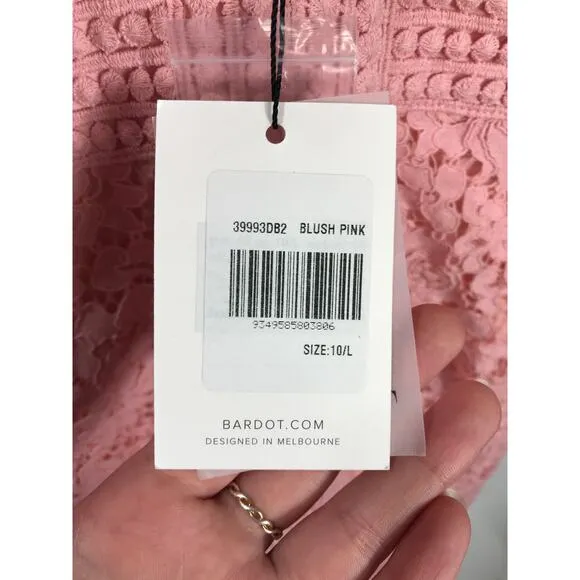 39993DB2 BLUSH PINK
9349585803806
SIZE:10/L
BARDOT.COM
DESIGNED IN MELBOURNE